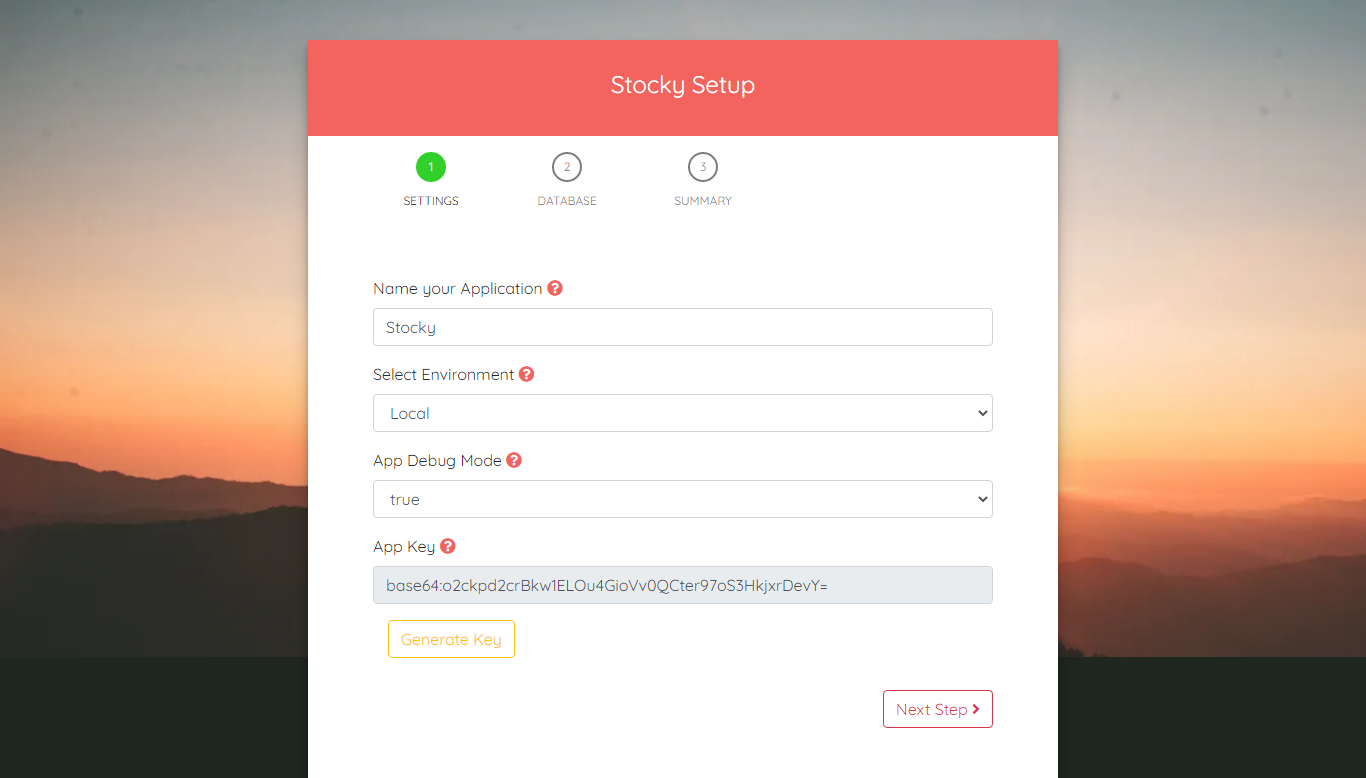 Stocky Setup
1 2 3
SETTINGS DATABASE SUMMARY
Name your Application ?
Stocky
Select Environment ?
Local
App Debug Mode ?
true
App Key ?
base64:o2ckpd2crBkw1ELOu4GioVv0QCter97oS3HkjxrDevY=
Generate Key
Next Step